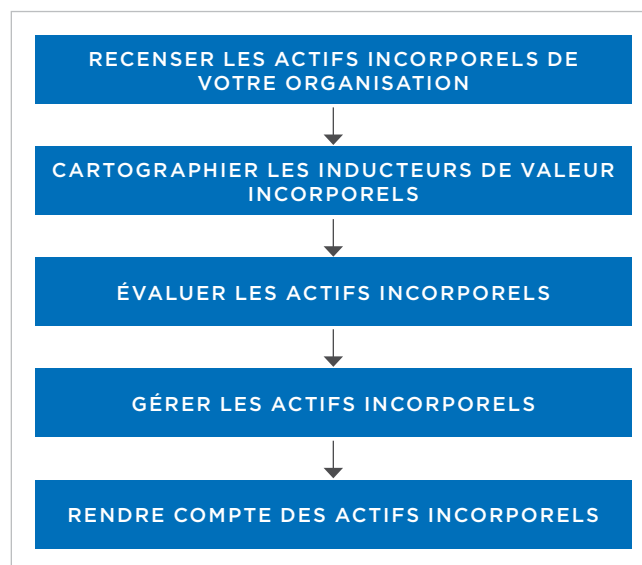 RECENSER LES ACTIFS INCORPORELS DE
VOTRE ORGANISATION
CARTOGRAPHIER LES INDUCTEURS DE VALEUR
INCORPORELS
ÉVALUER LES ACTIFS INCORPORELS
GÉRER LES ACTIFS INCORPORELS
RENDRE COMPTE DES ACTIFS INCORPORELS